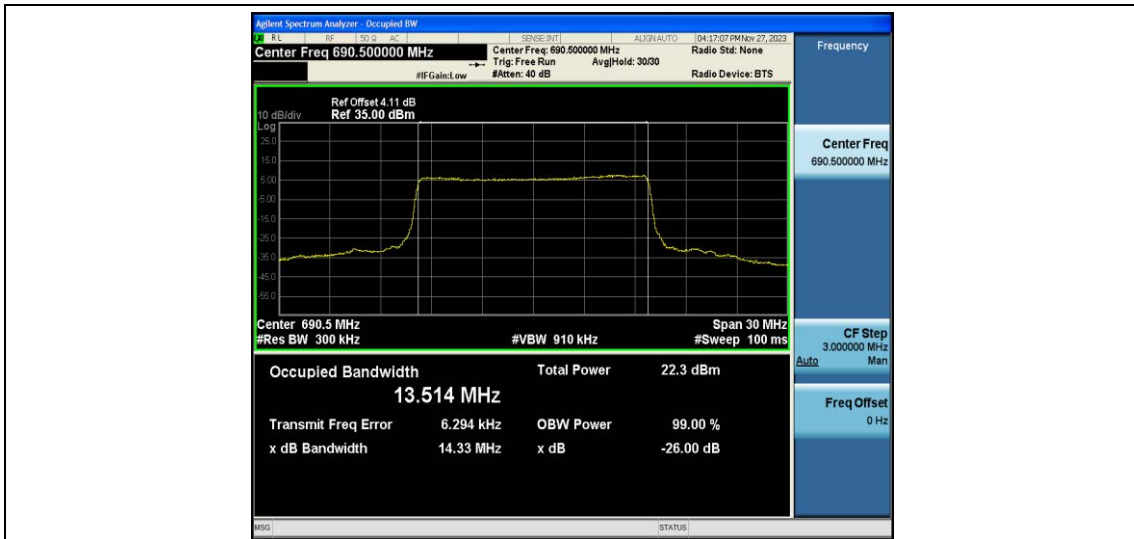 Agilent Spectrum Analyzer - Occupied BW
RL RF 50 Ω AC SENSE:INT ALIGN AUTO 04:17:07 PM Nov 27, 2023
Center Freq 690.500000 MHz
Center Freq: 690.500000 MHz
Radio Std: None
Trig: Free Run Avg|Hold: 30/30
#IFGain:Low
#Atten: 40 dB
Radio Device: BTS
Frequency
Ref Offset 4.11 dB
10 dB/div Ref 35.00 dBm
Log
25.0
15.0
5.00
-5.00
-15.0
-25.0
-35.0
-45.0
-55.0
Center Freq
690.500000 MHz
Center 690.5 MHz Span 30 MHz
#Res BW 300 kHz #VBW 910 kHz #Sweep 100 ms
CF Step
3.000000 MHz
Auto Man
Occupied Bandwidth Total Power 22.3 dBm
13.514 MHz
Transmit Freq Error 6.294 kHz OBW Power 99.00 %
x dB Bandwidth 14.33 MHz x dB -26.00 dB
Freq Offset
0 Hz
MSG STATUS